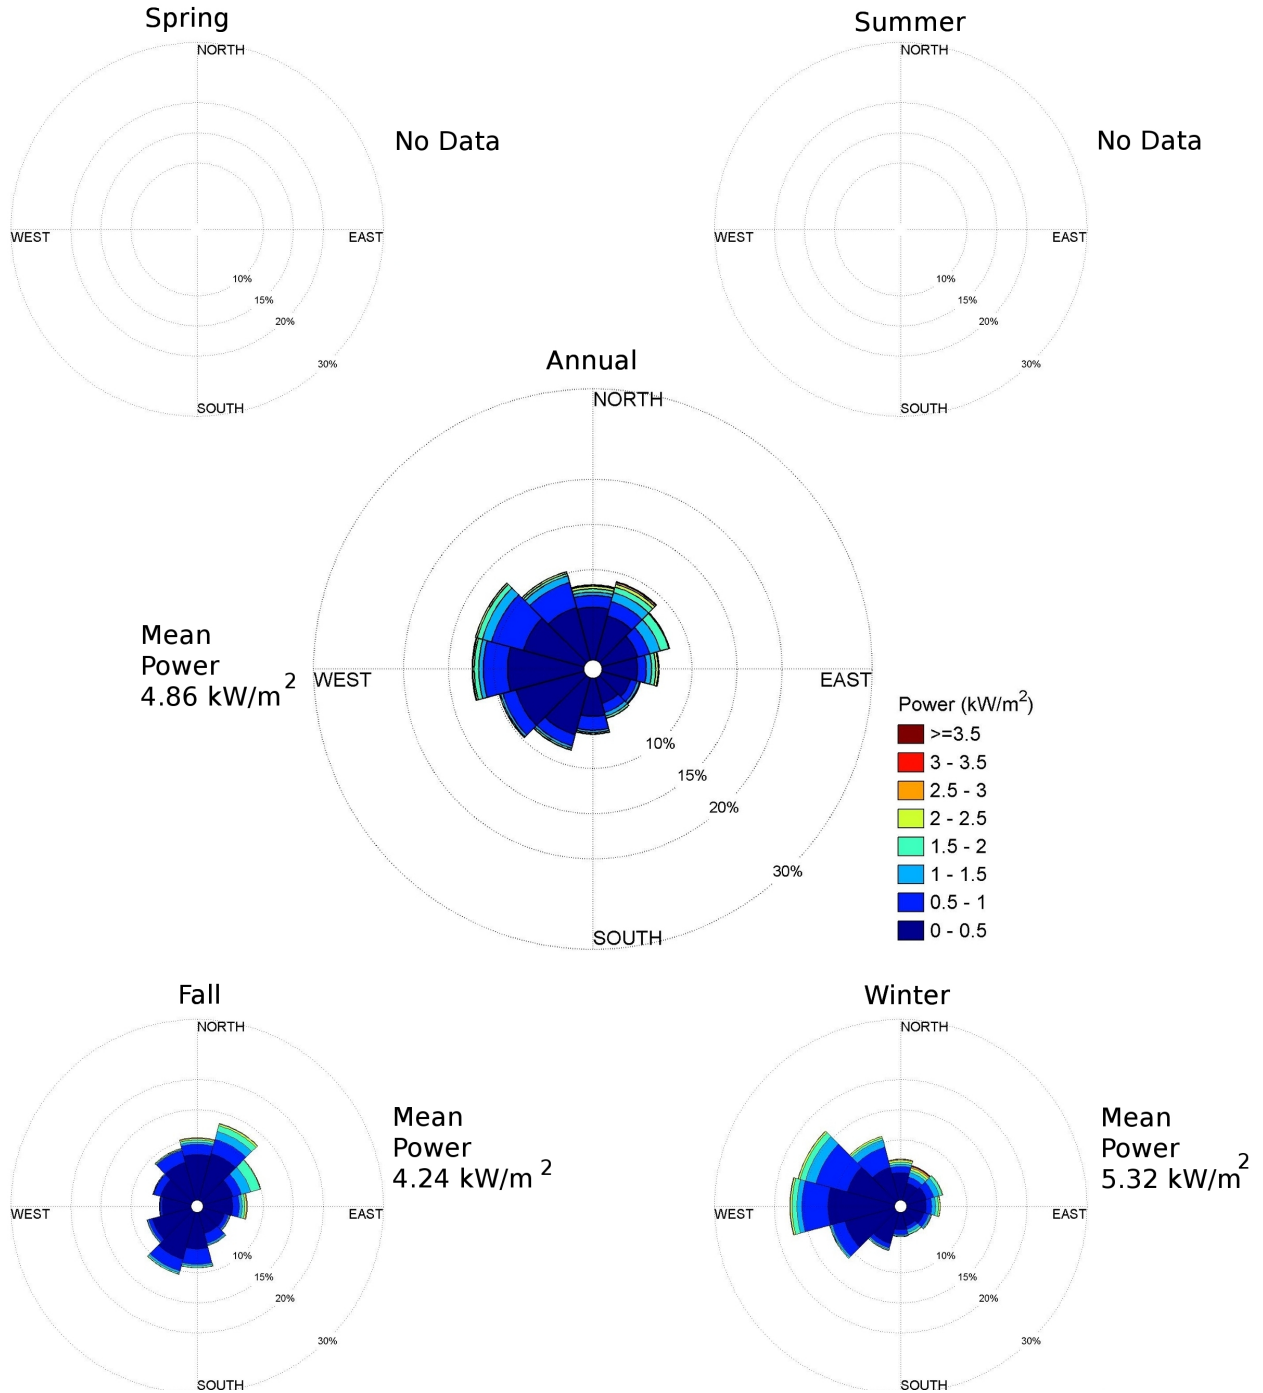 Spring
NORTH
No Data
WEST
EAST
10%
15%
20%
30%
SOUTH
Summer
NORTH
No Data
WEST
EAST
10%
15%
20%
30%
SOUTH
Annual
NORTH
Mean
Power
4.86 kW/m2
WEST
EAST
10%
15%
20%
30%
SOUTH
Power (kW/m2)
>=3.5
3 - 3.5
2.5 - 3
2 - 2.5
1.5 - 2
1 - 1.5
0.5 - 1
0 - 0.5
Fall
NORTH
Mean
Power
4.24 kW/m 2
WEST
EAST
10%
15%
20%
30%
SOUTH
Winter
NORTH
Mean
Power
5.32 kW/m2
WEST
EAST
10%
15%
20%
30%
SOUTH